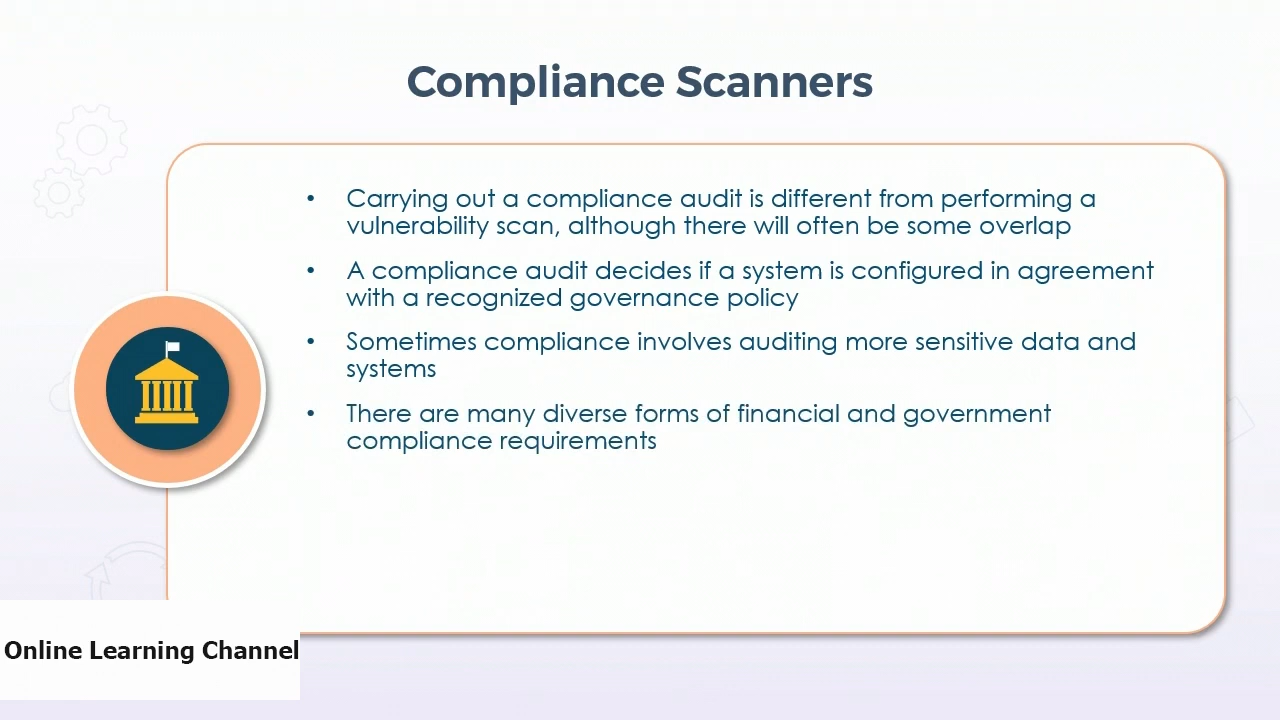 Compliance Scanners
• Carrying out a compliance audit is different from performing a
vulnerability scan, although there will often be some overlap
• A compliance audit decides if a system is configured in agreement
with a recognized governance policy
• Sometimes compliance involves auditing more sensitive data and
systems
• There are many diverse forms of financial and government
compliance requirements
Online Learning Channel